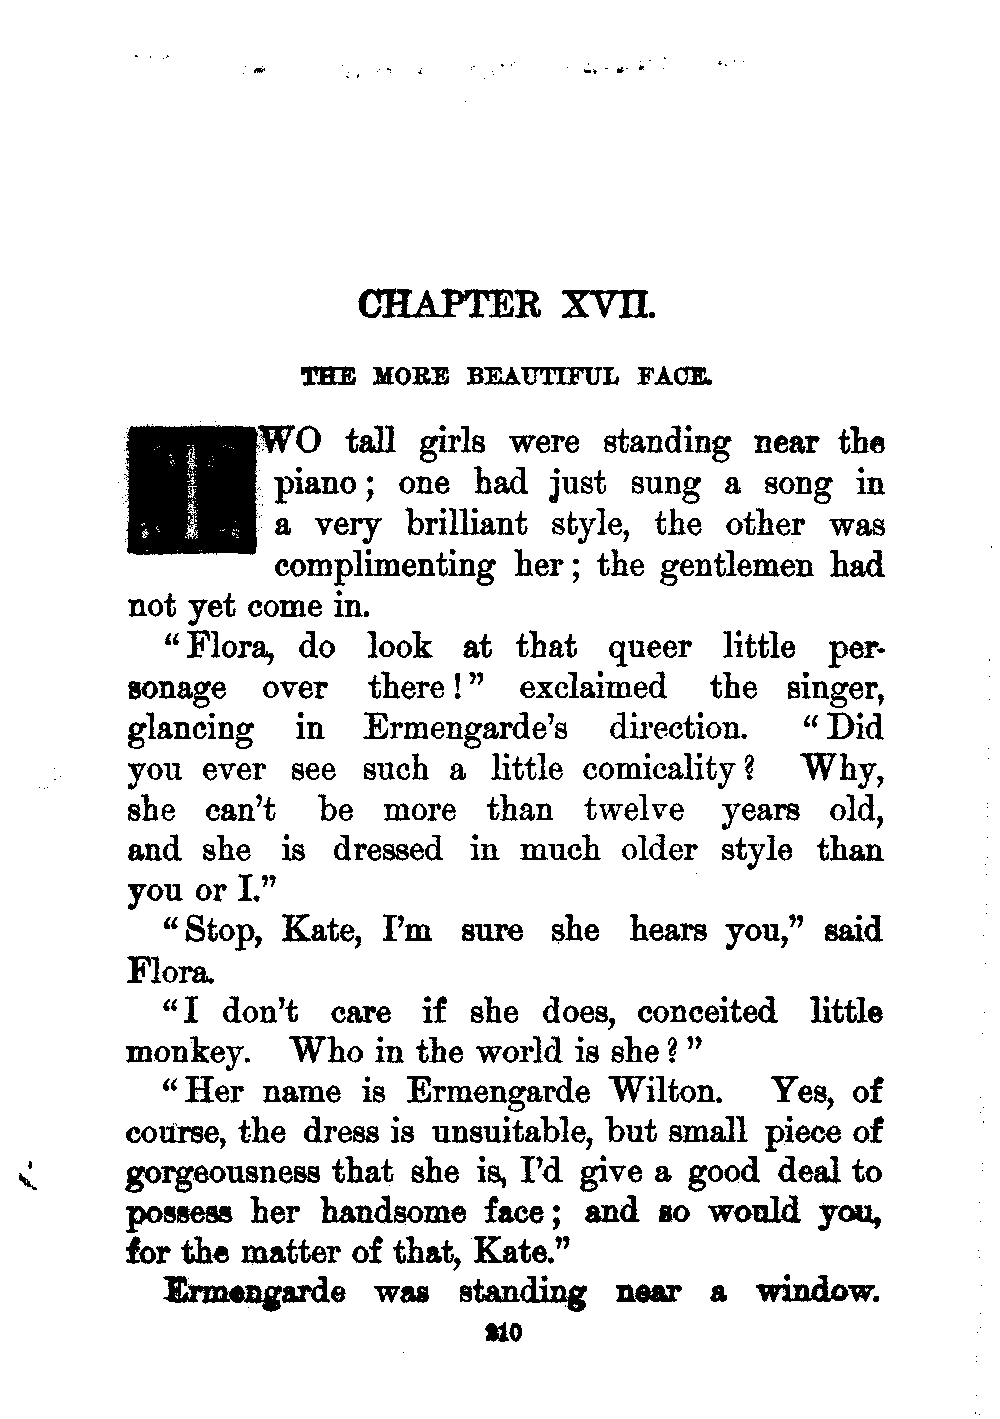 CHAPTER XVII.
THE MORE BEAUTIFUL FACE.
TWO tall girls were standing near the
piano; one had just sung a song in
a very brilliant style, the other was
complimenting her; the gentlemen had
not yet come in.
"Flora, do look at that queer little per-
sonage over there!" exclaimed the singer,
glancing in Ermengarde's direction. "Did
you ever see such a little comicality? Why,
she can't be more than twelve years old,
and she is dressed in much older style than
you or I."
"Stop, Kate, I'm sure she hears you," said
Flora.
"I don't care if she does, conceited little
monkey. Who in the world is she?"
"Her name is Ermengarde Wilton. Yes, of
course, the dress is unsuitable, but small piece of
gorgeousness that she is, I'd give a good deal to
possess her handsome face; and so would you,
for the matter of that, Kate."
Ermengarde was standing near a window.
210